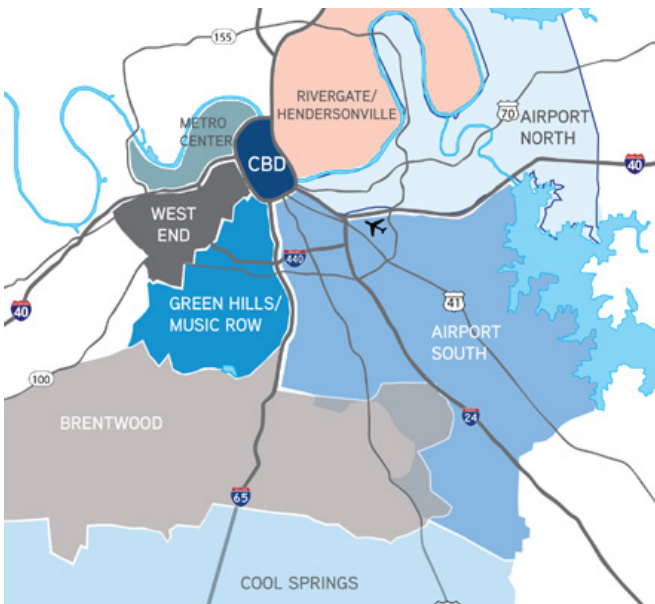 155
RIVERGATE/
HENDERSONVILLE
METRO
CENTER
70
AIRPORT
NORTH
CBD
40
WEST
END
440
41
40
GREEN HILLS/
MUSIC ROW
AIRPORT
SOUTH
100
BRENTWOOD
24
65
COOL SPRINGS